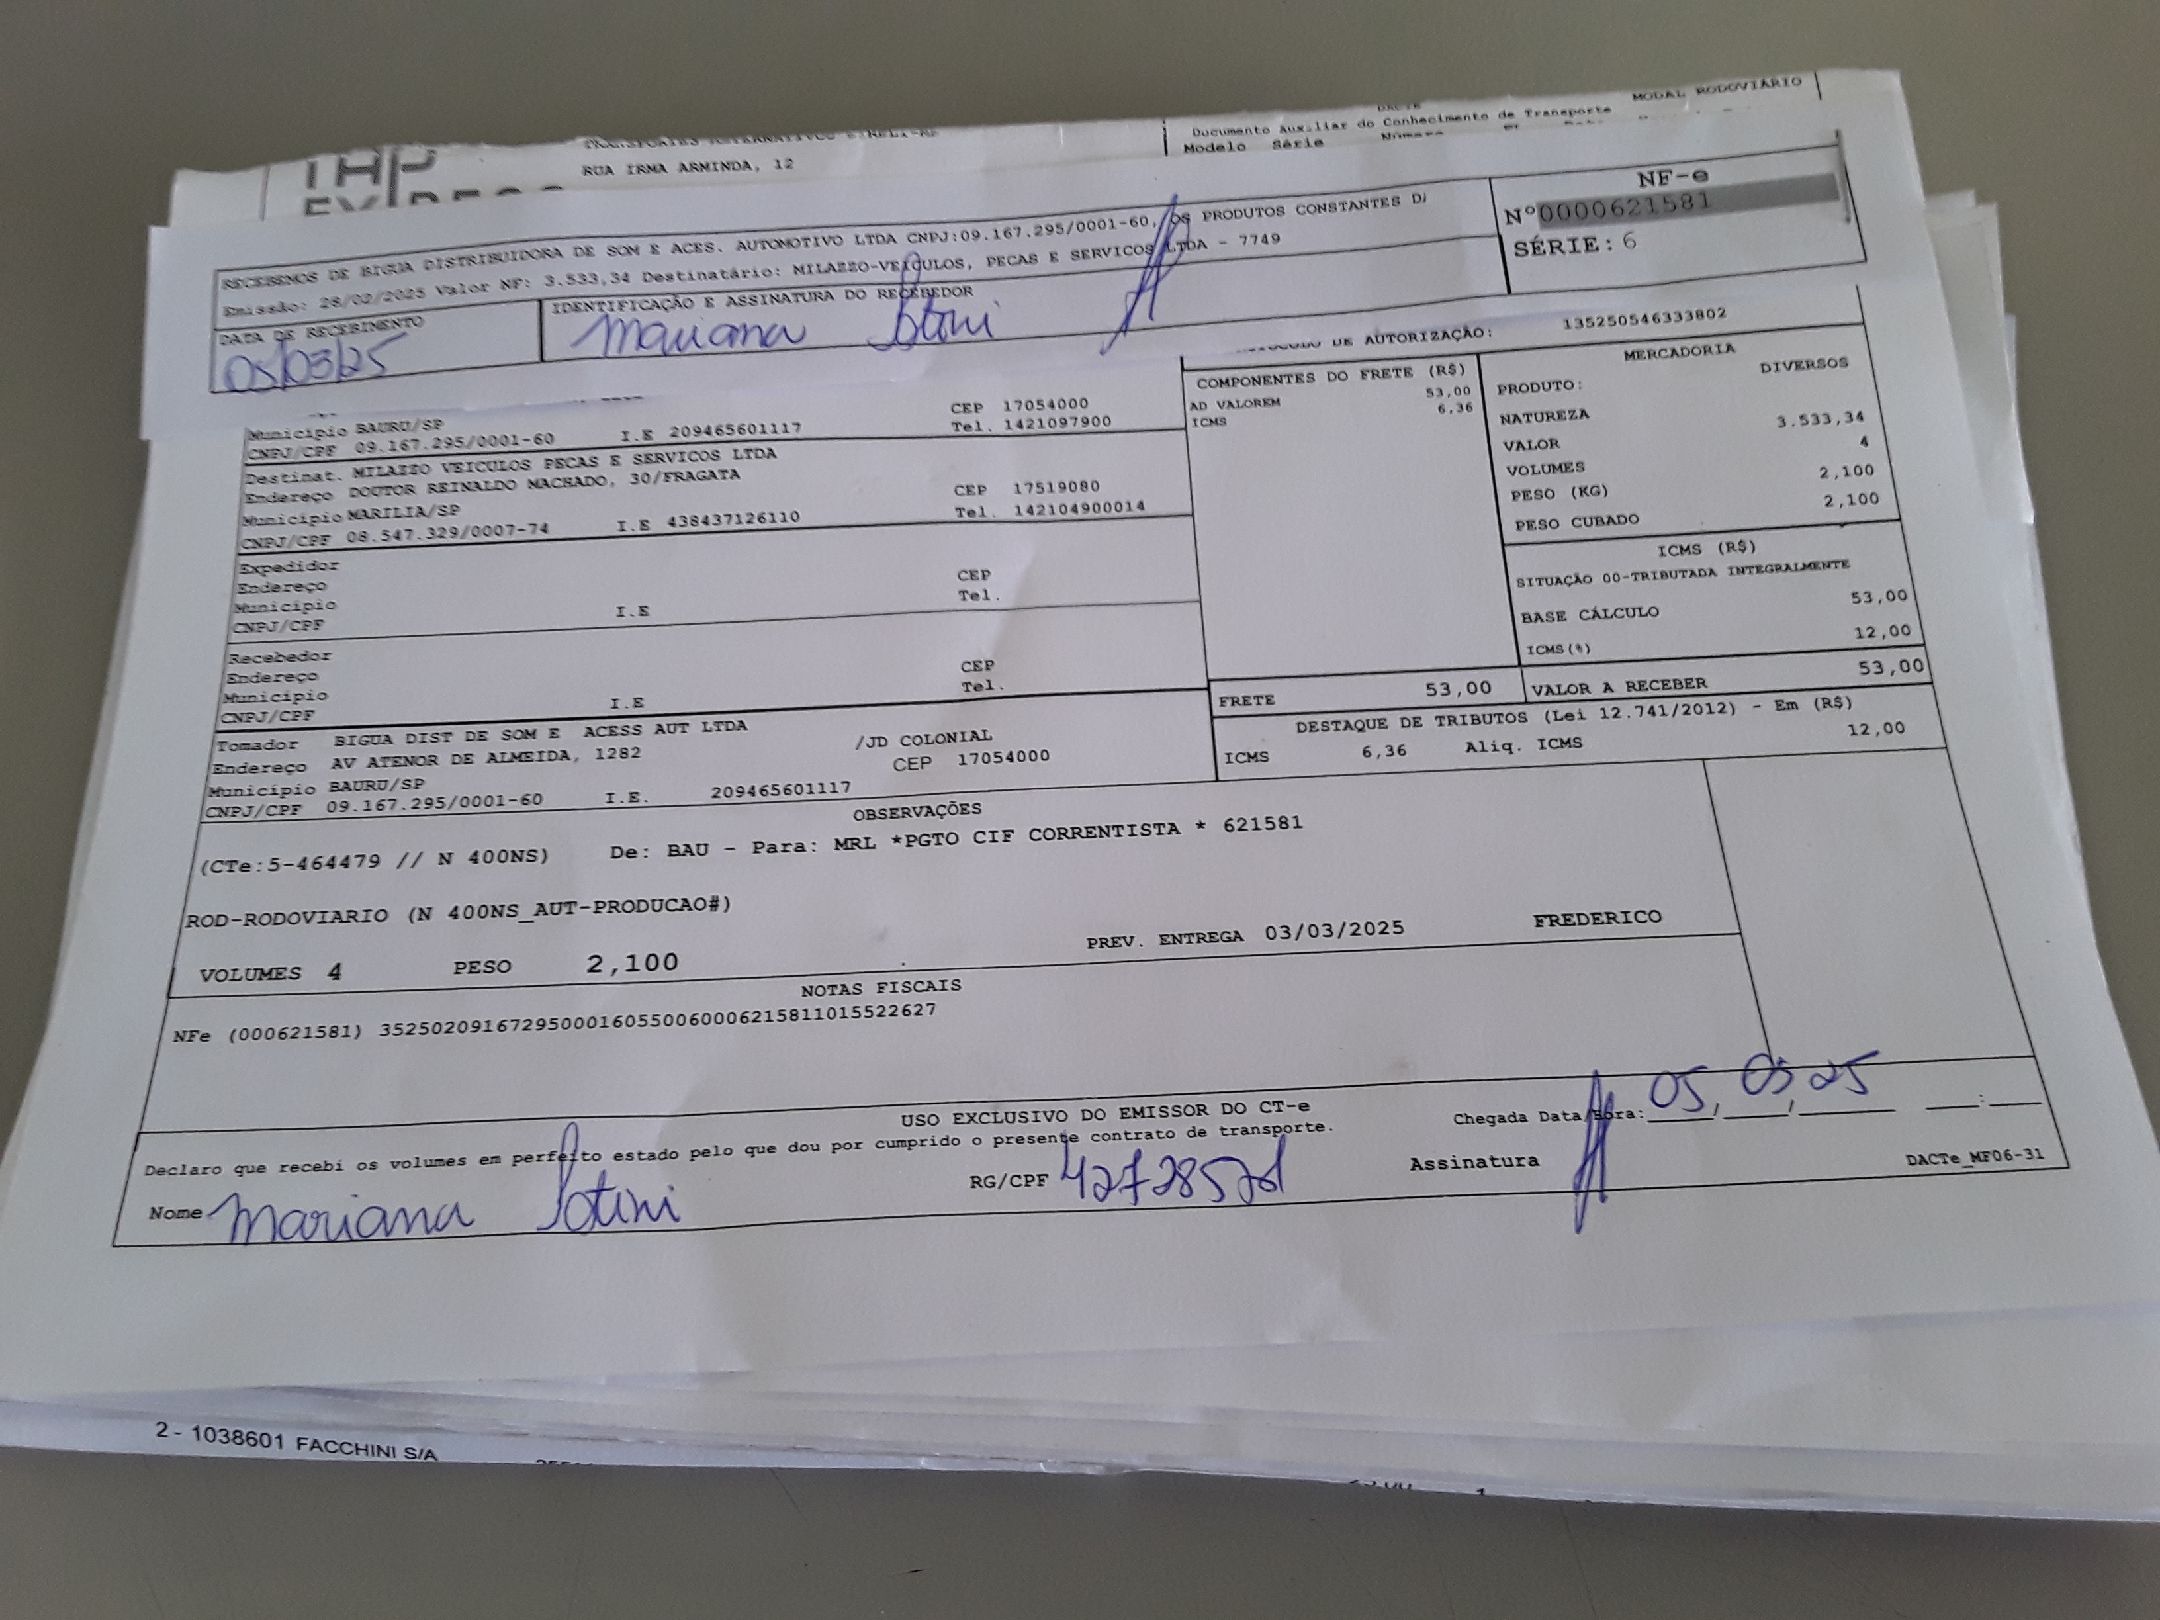 MODAL RODOVIÁRIO
DACTE
Documento Auxiliar do Conhecimento de Transporte
Modelo Série Número
RUA IRMA ARMINDA, 12
RECEBEMOS DE BIGUA DISTRIBUIDORA DE SOM E ACES. AUTOMOTIVO LTDA CNPJ:09.167.295/0001-60, OS PRODUTOS CONSTANTES DA
Emissão: 28/02/2025 Valor NF: 3.533,34 Destinatário: MILAZZO-VEICULOS, PECAS E SERVICOS LTDA - 7749
NF-e
Nº0000621581
SÉRIE: 6
DATA DE RECEBIMENTO
05/03/25
IDENTIFICAÇÃO E ASSINATURA DO RECEBEDOR
Mariana
DE AUTORIZAÇÃO: 135250546333802
Município BAURU/SP CEP 17054000
CNPJ/CPF 09.167.295/0001-60 I.E 209465601117 Tel. 1421097900
Destinat. MILAZZO VEICULOS PECAS E SERVICOS LTDA
Endereço DOUTOR REINALDO MACHADO, 30/FRAGATA
Município MARILIA/SP CEP 17519080
CNPJ/CPF 08.547.329/0007-74 I.E 438437126110 Tel. 142104900014
Expedidor
Endereço CEP
Município Tel.
CNPJ/CPF I.E
Recebedor
Endereço CEP
Município Tel.
CNPJ/CPF I.E
COMPONENTES DO FRETE (R$)
AD VALOREM 53,00
ICMS 6,36
MERCADORIA
PRODUTO: DIVERSOS
NATUREZA
VALOR 3.533,34
VOLUMES 4
PESO (KG) 2,100
PESO CUBADO 2,100
ICMS (R$)
SITUAÇÃO 00-TRIBUTADA INTEGRALMENTE
BASE CÁLCULO 53,00
ICMS(%) 12,00
FRETE 53,00 VALOR A RECEBER 53,00
DESTAQUE DE TRIBUTOS (Lei 12.741/2012) - Em (R$)
ICMS 6,36 Aliq. ICMS 12,00
Tomador BIGUA DIST DE SOM E ACESS AUT LTDA
Endereço AV ATENOR DE ALMEIDA, 1282 /JD COLONIAL
Município BAURU/SP CEP 17054000
CNPJ/CPF 09.167.295/0001-60 I.E. 209465601117
OBSERVAÇÕES
(CTe:5-464479 // N 400NS) De: BAU - Para: MRL *PGTO CIF CORRENTISTA * 621581
ROD-RODOVIARIO (N 400NS_AUT-PRODUCAO#)
VOLUMES 4 PESO 2,100 PREV. ENTREGA 03/03/2025 FREDERICO
NOTAS FISCAIS
NFe (000621581) 35250209167295000160550060006215811015522627
USO EXCLUSIVO DO EMISSOR DO CT-e
Declaro que recebi os volumes em perfeito estado pelo que dou por cumprido o presente contrato de transporte.
Chegada Data/Hora: 05/03/25 :
Nome Mariana RG/CPF Assinatura
DACTe_MF06-31
2 - 1038601 FACCHINI S/A